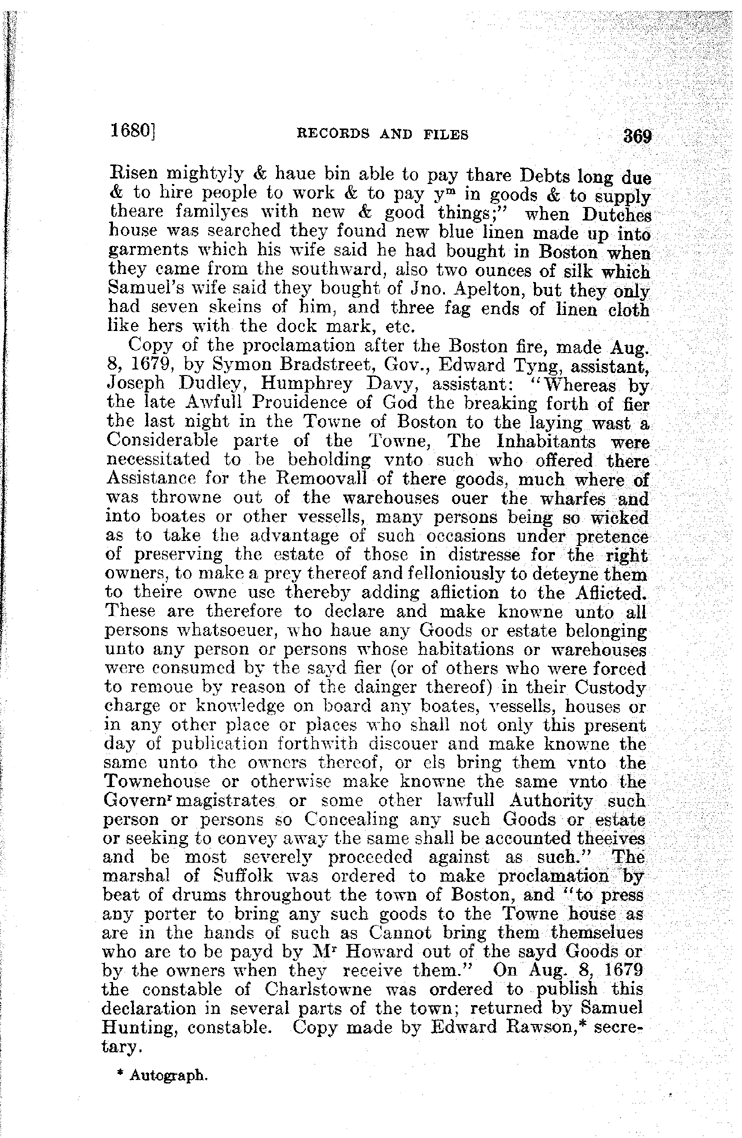 1680] RECORDS AND FILES 369
Risen mightyly & haue bin able to pay thare Debts long due
& to hire people to work & to pay yᵐ in goods & to supply
theare familyes with new & good things;” when Dutches
house was searched they found new blue linen made up into
garments which his wife said he had bought in Boston when
they came from the southward, also two ounces of silk which
Samuel's wife said they bought of Jno. Apelton, but they only
had seven skeins of him, and three fag ends of linen cloth
like hers with the dock mark, etc.
Copy of the proclamation after the Boston fire, made Aug.
8, 1679, by Symon Bradstreet, Gov., Edward Tyng, assistant,
Joseph Dudley, Humphrey Davy, assistant: “Whereas by
the late Awfull Prouidence of God the breaking forth of fier
the last night in the Towne of Boston to the laying wast a
Considerable parte of the Towne, The Inhabitants were
necessitated to be beholding vnto such who offered there
Assistance for the Remoovall of there goods, much where of
was throwne out of the warehouses ouer the wharfes and
into boates or other vessells, many persons being so wicked
as to take the advantage of such occasions under pretence
of preserving the estate of those in distresse for the right
owners, to make a prey thereof and felloniously to deteyne them
to theire owne use thereby adding afliction to the Aflicted.
These are therefore to declare and make knowne unto all
persons whatsoeuer, who haue any Goods or estate belonging
unto any person or persons whose habitations or warehouses
were consumed by the sayd fier (or of others who were forced
to remoue by reason of the dainger thereof) in their Custody
charge or knowledge on board any boates, vessells, houses or
in any other place or places who shall not only this present
day of publication forthwith discouer and make knowne the
same unto the owners thereof, or els bring them vnto the
Townehouse or otherwise make knowne the same vnto the
Governʳ magistrates or some other lawfull Authority such
person or persons so Concealing any such Goods or estate
or seeking to convey away the same shall be accounted theeives
and be most severely proceeded against as such.” The
marshal of Suffolk was ordered to make proclamation by
beat of drums throughout the town of Boston, and “to press
any porter to bring any such goods to the Towne house as
are in the hands of such as Cannot bring them themselues
who are to be payd by Mʳ Howard out of the sayd Goods or
by the owners when they receive them.” On Aug. 8, 1679
the constable of Charlstowne was ordered to publish this
declaration in several parts of the town; returned by Samuel
Hunting, constable. Copy made by Edward Rawson,* secre-
tary.
* Autograph.